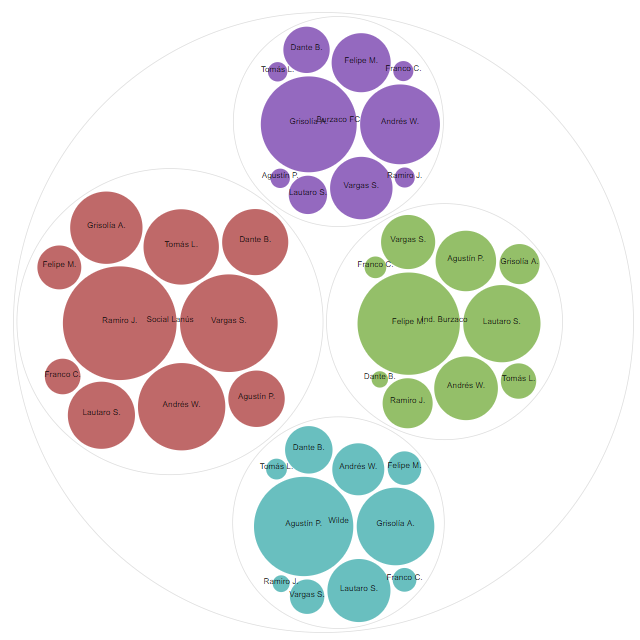 Dante B.
Felipe M.
Tomás L.
Franco C.
Grisolía A.
Burzaco FC
Andrés W.
Agustín P.
Ramiro J.
Lautaro S.
Vargas S.
Grisolía A.
Tomás L.
Dante B.
Felipe M.
Ramiro J.
Social Lanús
Vargas S.
Franco C.
Lautaro S.
Andrés W.
Agustín P.
Vargas S.
Agustín P.
Franco C.
Grisolía A.
Felipe M.
Ind. Burzaco
Lautaro S.
Dante B.
Ramiro J.
Andrés W.
Tomás L.
Dante B.
Tomás L.
Andrés W.
Felipe M.
Agustín P.
Wilde
Grisolía A.
Ramiro J.
Vargas S.
Lautaro S.
Franco C.